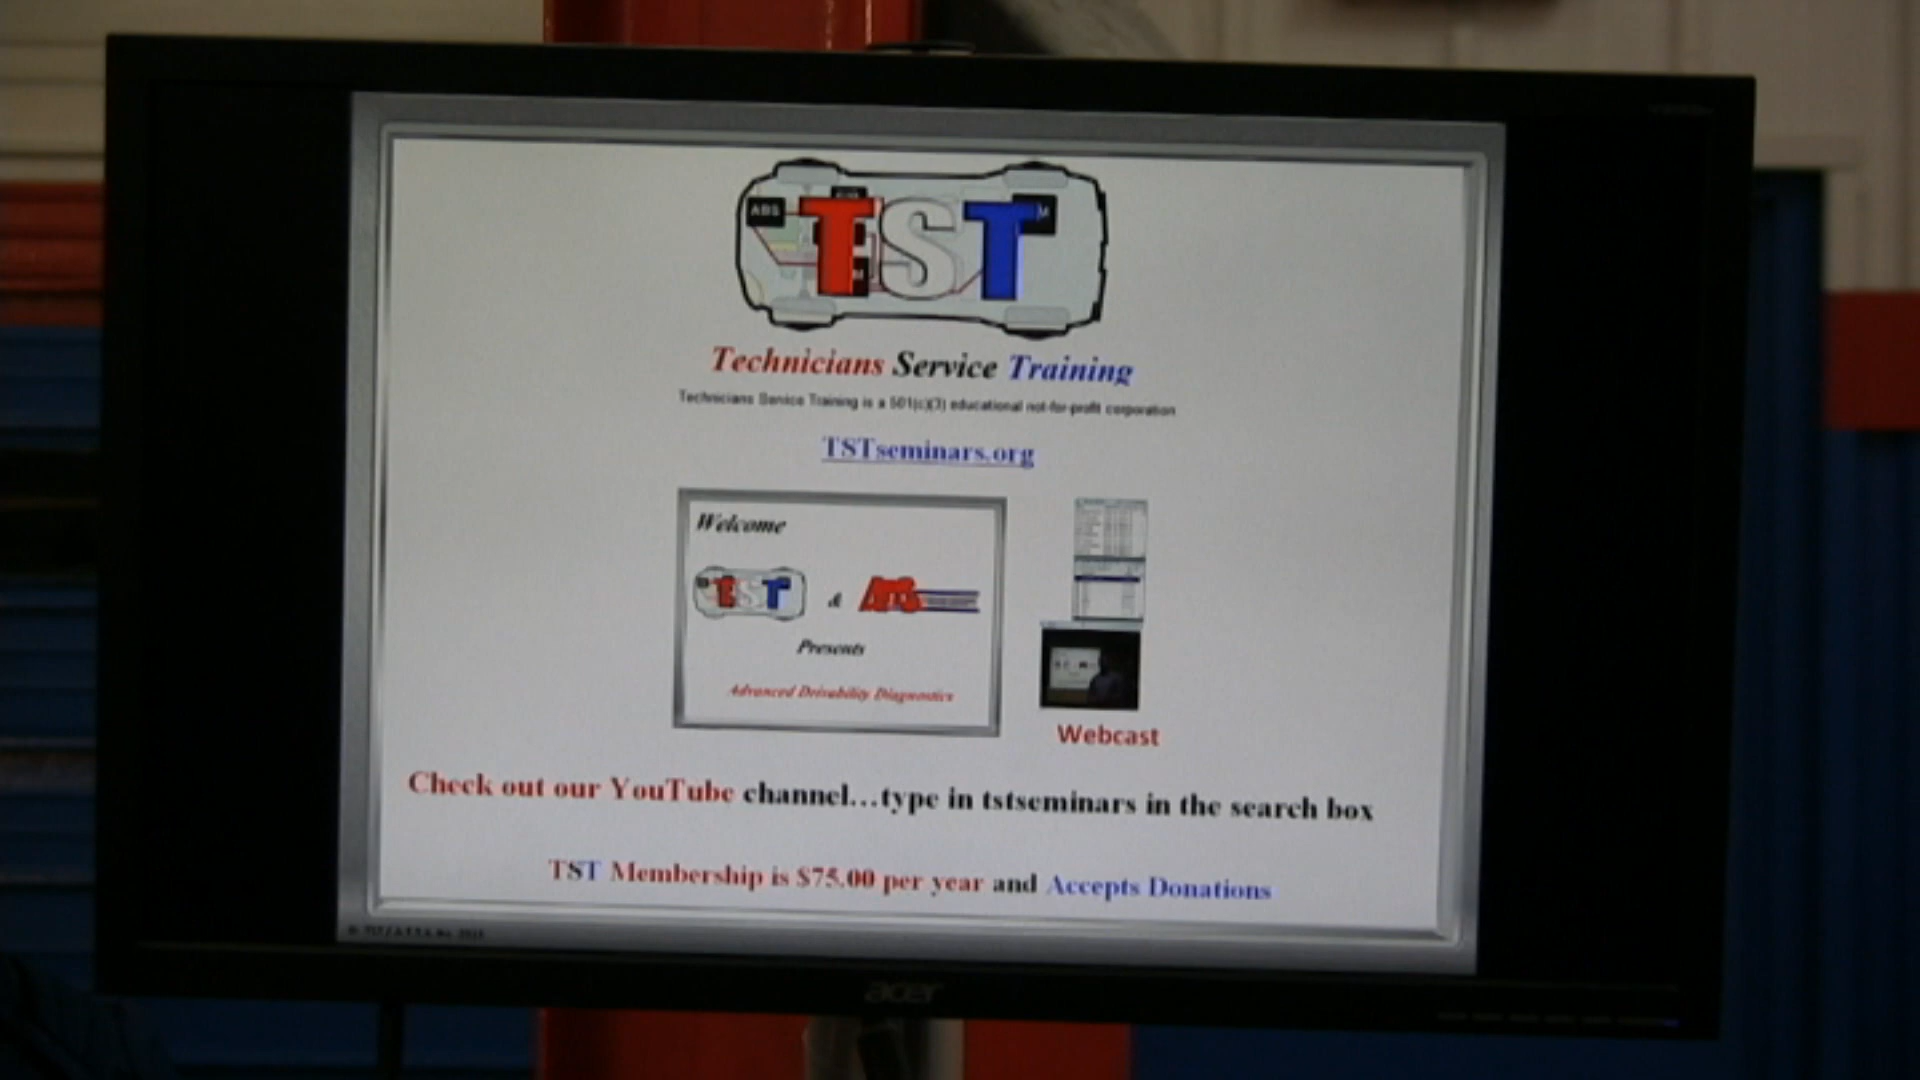 ABS
TST
M
M
Technicians Service Training
Technicians Service Training is a 501(c)(3) educational not-for-profit corporation
TSTseminars.org
Welcome
TST & ATTS
Presents
Advanced Drivability Diagnostics
Webcast
Check out our YouTube channel...type in tstseminars in the search box
TST Membership is $75.00 per year and Accepts Donations
acer